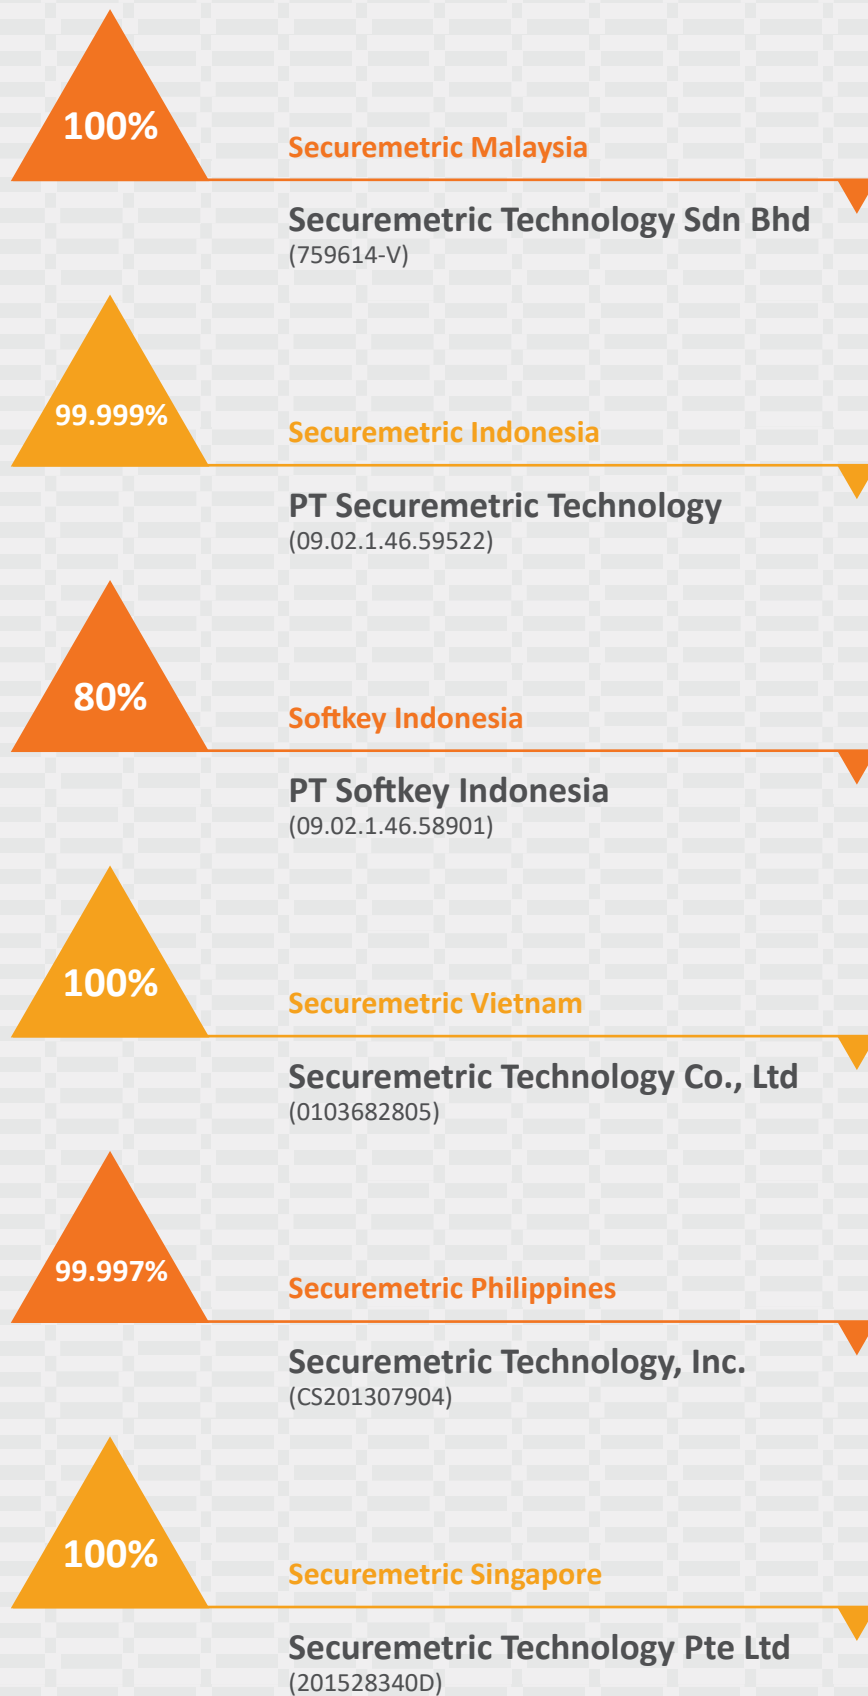 100%
Securemetric Malaysia
Securemetric Technology Sdn Bhd
(759614-V)
99.999%
Securemetric Indonesia
PT Securemetric Technology
(09.02.1.46.59522)
80%
Softkey Indonesia
PT Softkey Indonesia
(09.02.1.46.58901)
100%
Securemetric Vietnam
Securemetric Technology Co., Ltd
(0103682805)
99.997%
Securemetric Philippines
Securemetric Technology, Inc.
(CS201307904)
100%
Securemetric Singapore
Securemetric Technology Pte Ltd
(201528340D)